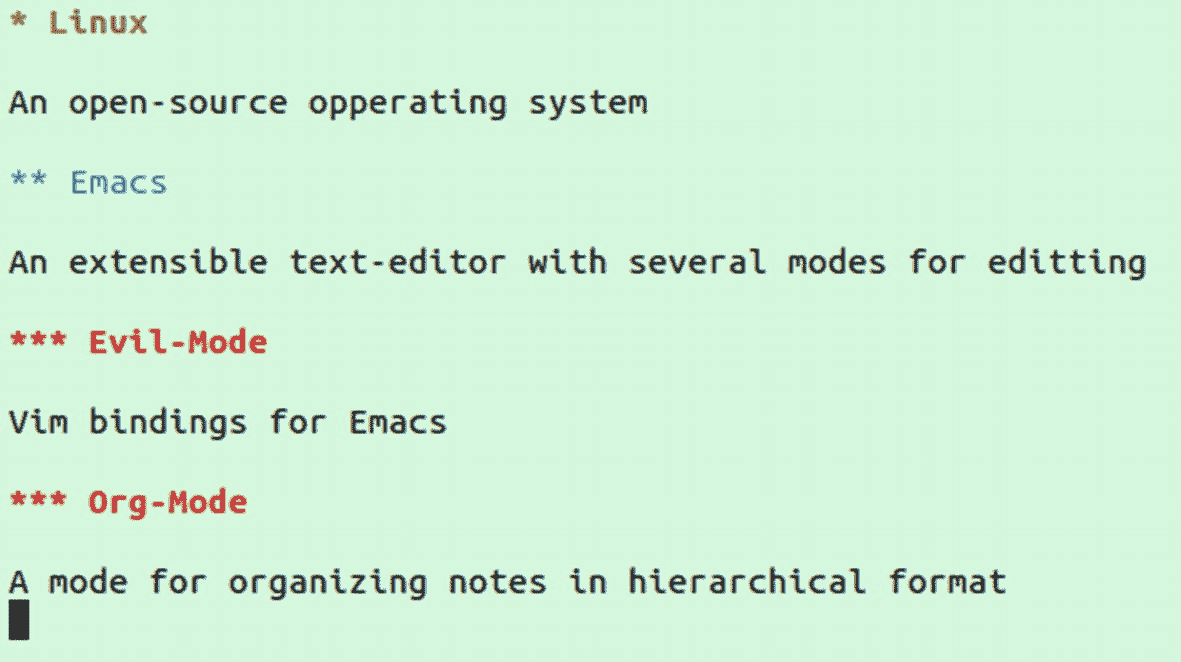 * Linux
An open-source opperating system
** Emacs
An extensible text-editor with several modes for editting
*** Evil-Mode
Vim bindings for Emacs
*** Org-Mode
A mode for organizing notes in hierarchical format